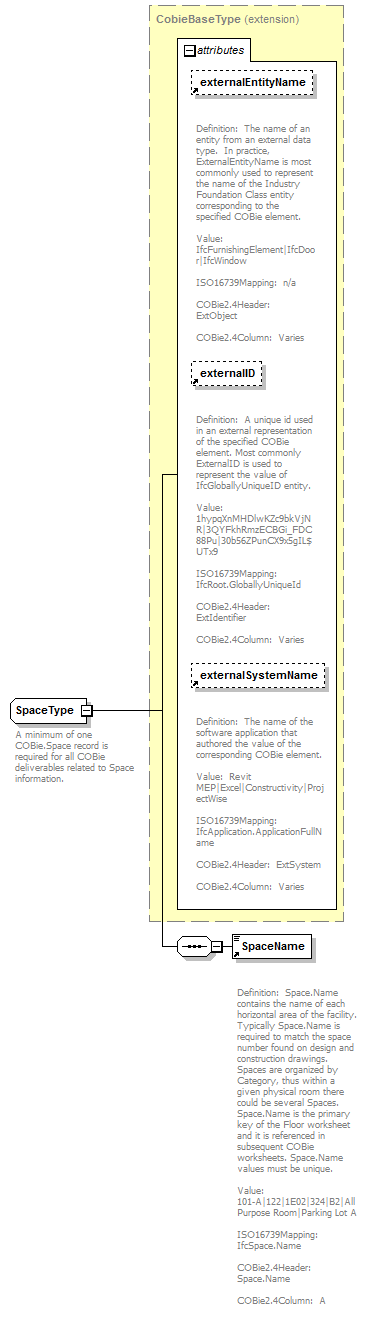 CobieBaseType (extension)
attributes
externalEntityName
Definition:  The name of an
entity from an external data
type.  In practice,
ExternalEntityName is most
commonly used to represent
the name of the Industry
Foundation Class entity
corresponding to the
specified COBie element.
Value:
IfcFurnishingElement|IfcDoo
r|IfcWindow
ISO16739Mapping:  n/a
COBie2.4Header:
ExtObject
COBie2.4Column:  Varies
externalID
Definition:  A unique id used
in an external representation
of the specified COBie
element. Most commonly
ExternalID is used to
represent the value of
IfcGloballyUniqueID entity.
Value:
1hypqXnMHDlwKZc9bkVjN
R|3QYFkhRmzECBGi_FDC
88Pu|30b56ZPunCX9x5gIL$
UTx9
ISO16739Mapping:
IfcRoot.GloballyUniqueId
COBie2.4Header:
ExtIdentifier
COBie2.4Column:  Varies
externalSystemName
Definition:  The name of the
software application that
authored the value of the
corresponding COBie element.
Value:  Revit
MEP|Excel|Constructivity|Proj
ectWise
ISO16739Mapping:
IfcApplication.ApplicationFullN
ame
COBie2.4Header:  ExtSystem
COBie2.4Column:  Varies
SpaceType
A minimum of one
COBie.Space record is
required for all COBie
deliverables related to Space
information.
SpaceName
Definition:  Space.Name
contains the name of each
horizontal area of the facility.
Typically Space.Name is
required to match the space
number found on design and
construction drawings.
Spaces are organized by
Category, thus within a
given physical room there
could be several Spaces.
Space.Name is the primary
key of the Floor worksheet
and it is referenced in
subsequent COBie
worksheets. Space.Name
values must be unique.
Value:
101-A|122|1E02|324|B2|All
Purpose Room|Parking Lot A
ISO16739Mapping:
IfcSpace.Name
COBie2.4Header:
Space.Name
COBie2.4Column:  A